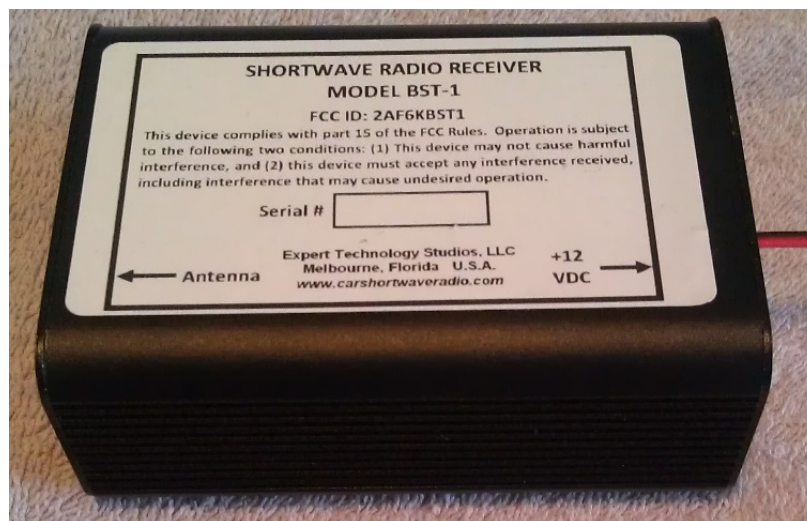 SHORTWAVE RADIO RECEIVER
MODEL BST-1
FCC ID: 2AF6KBST1
This device complies with part 15 of the FCC Rules. Operation is subject
to the following two conditions: (1) This device may not cause harmful
interference, and (2) this device must accept any interference received,
including interference that may cause undesired operation.
Serial #
Antenna
Expert Technology Studios, LLC
Melbourne, Florida U.S.A.
www.carshortwaveradio.com
+12
VDC